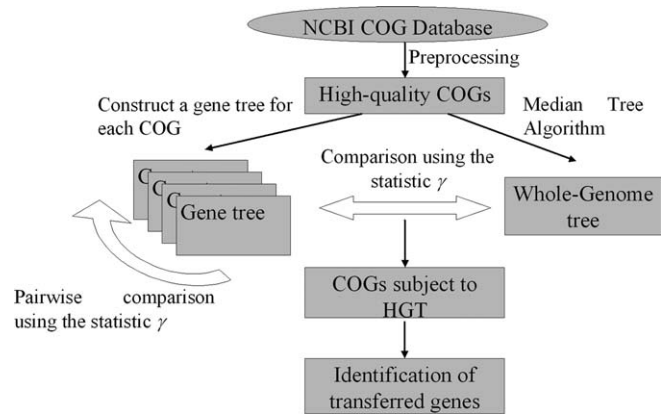 NCBI COG Database
Preprocessing
High-quality COGs
Construct a gene tree for
each COG
Median Tree
Algorithm
Comparison using the
statistic γ
G
G
G
Gene tree
Whole-Genome
tree
Pairwise comparison
using the statistic γ
COGs subject to
HGT
Identification of
transferred genes